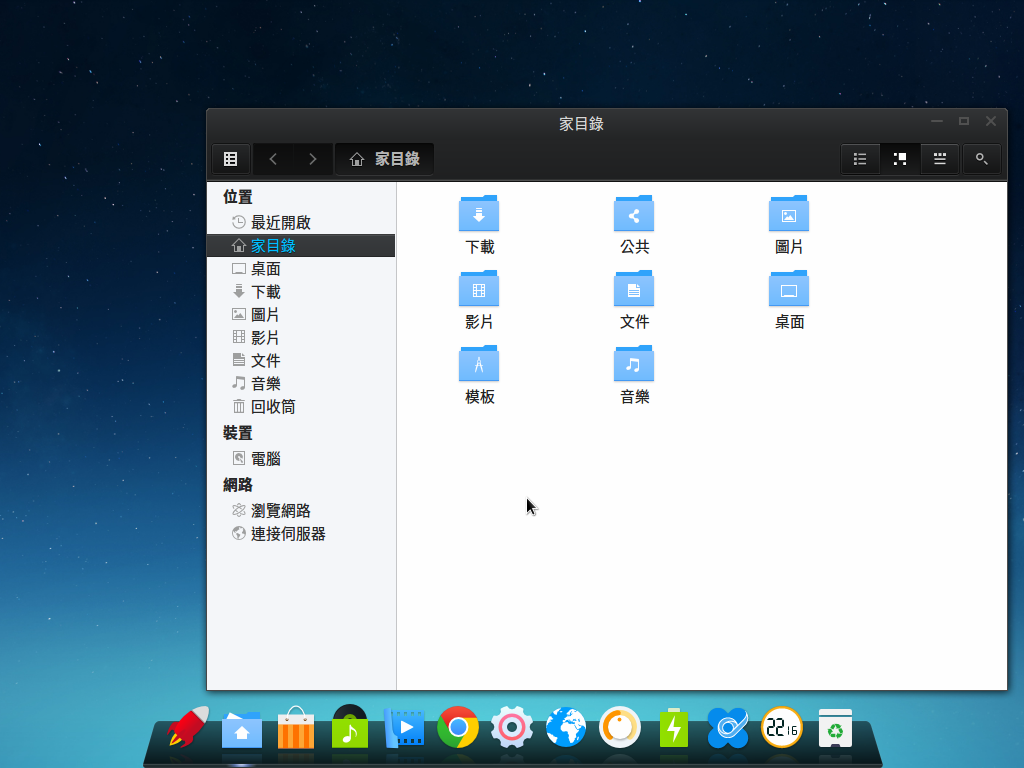 家目錄
家目錄
位置
最近開啟
家目錄
桌面
下載
圖片
影片
文件
音樂
回收筒
裝置
電腦
網路
瀏覽網路
連接伺服器
下載 公共 圖片
影片 文件 桌面
模板 音樂
22 16